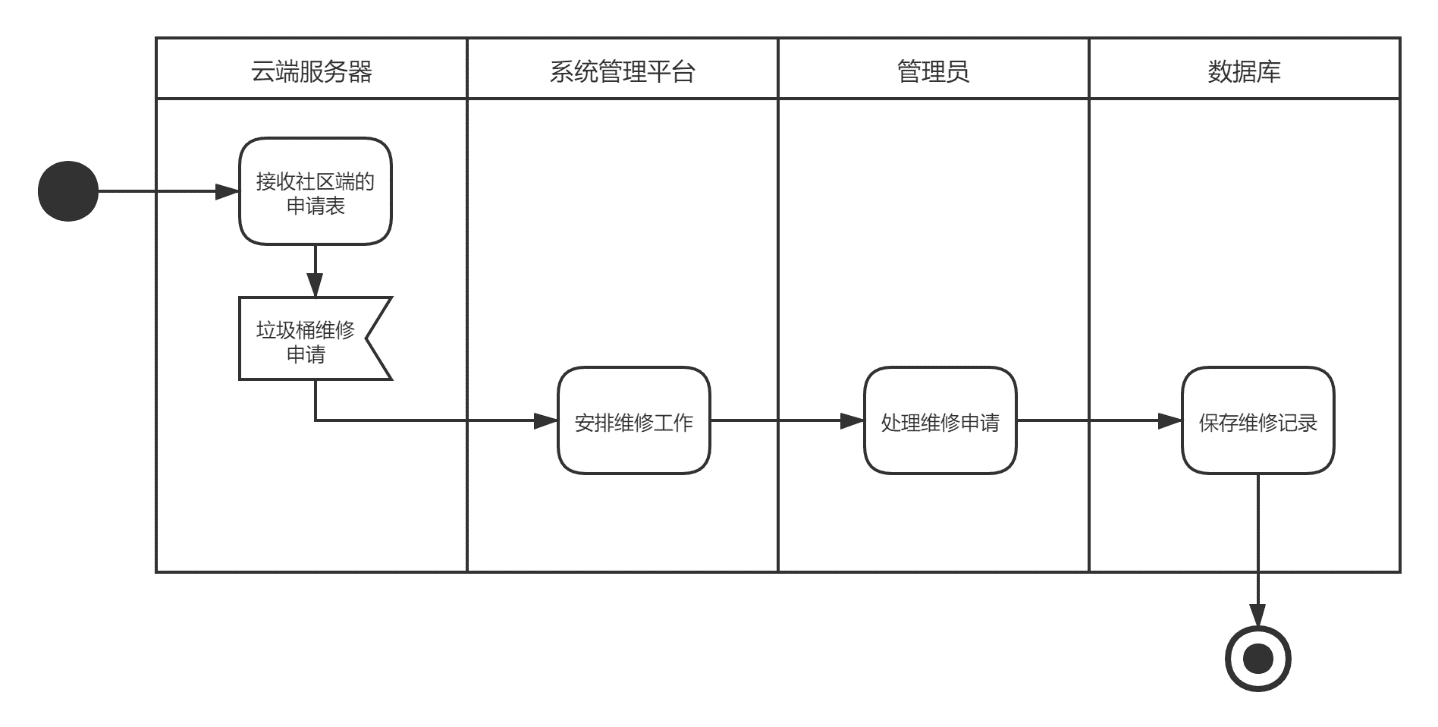 云端服务器
系统管理平台
管理员
数据库
接收社区端的
申请表
垃圾桶维修
申请
安排维修工作
处理维修申请
保存维修记录